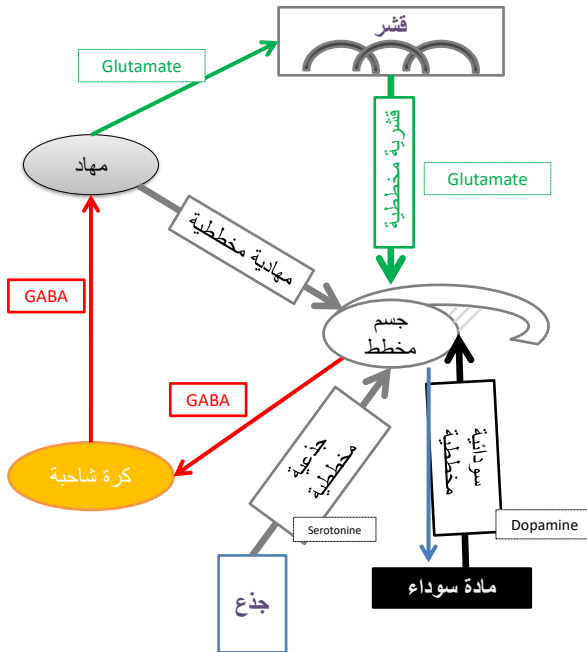 قشر
Glutamate
مهاد
قشرية مخططية
Glutamate
مهادية مخططية
GABA
جسم
مخطط
GABA
جذعية
مخططية
سودائية
مخططية
كرة شاحبة
Serotonine
Dopamine
جذع
مادة سوداء